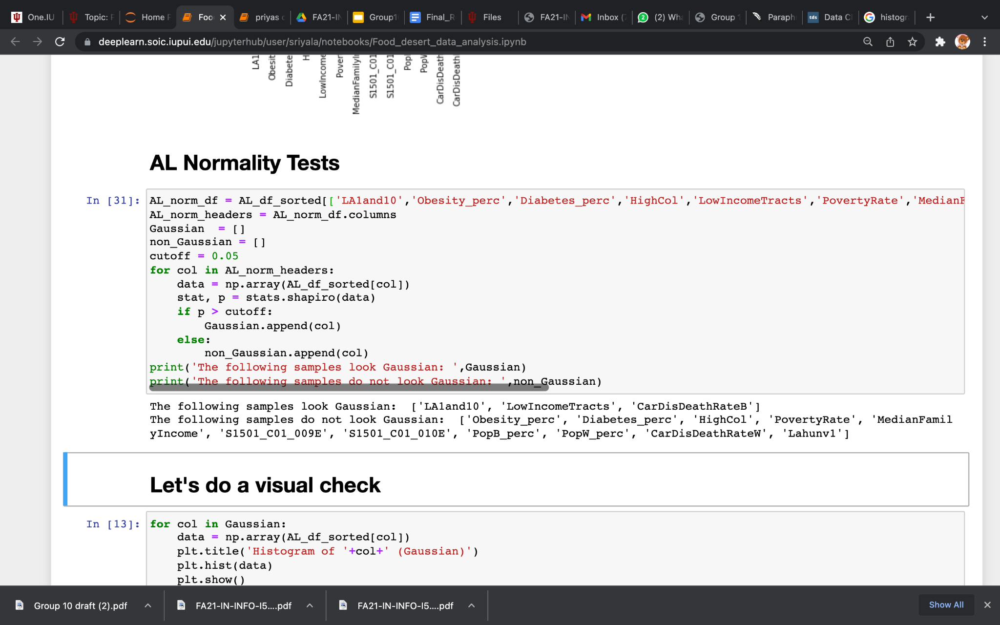 One.IU
Topic:
Home
Foo
priyas
FA21-IN
Group1
Final_R
Files
FA21-IN
Inbox
(2) Wha
Group
Paraph
tds
Data Cl
histogr
deeplearn.soic.iupui.edu/jupyterhub/user/sriyala/notebooks/Food_desert_data_analysis.ipynb
LA1
Obesit
Diabete
H
LowIncome
Pover
MedianFamilyI
S1501_C01
S1501_C01
Pop
PopW
CarDisDeath
CarDisDeath
AL Normality Tests
In [31]:
AL_norm_df = AL_df_sorted[['LA1and10','Obesity_perc','Diabetes_perc','HighCol','LowIncomeTracts','PovertyRate','MedianF
AL_norm_headers = AL_norm_df.columns
Gaussian  = []
non_Gaussian = []
cutoff = 0.05
for col in AL_norm_headers:
    data = np.array(AL_df_sorted[col])
    stat, p = stats.shapiro(data)
    if p > cutoff:
        Gaussian.append(col)
    else:
        non_Gaussian.append(col)
print('The following samples look Gaussian: ',Gaussian)
print('The following samples do not look Gaussian: ',non_Gaussian)
The following samples look Gaussian:  ['LA1and10', 'LowIncomeTracts', 'CarDisDeathRateB']
The following samples do not look Gaussian:  ['Obesity_perc', 'Diabetes_perc', 'HighCol', 'PovertyRate', 'MedianFamil
yIncome', 'S1501_C01_009E', 'S1501_C01_010E', 'PopB_perc', 'PopW_perc', 'CarDisDeathRateW', 'Lahunv1']
Let's do a visual check
In [13]:
for col in Gaussian:
    data = np.array(AL_df_sorted[col])
    plt.title('Histogram of '+col+' (Gaussian)')
    plt.hist(data)
    plt.show()
Group 10 draft (2).pdf
FA21-IN-INFO-I5....pdf
FA21-IN-INFO-I5....pdf
Show All